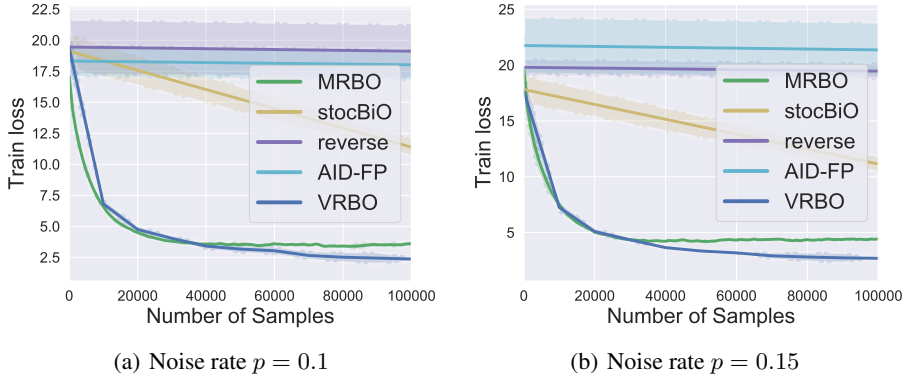 22.5
20.0
17.5
15.0
12.5
10.0
7.5
5.0
2.5
Train loss
MRBO
stocBiO
reverse
AID-FP
VRBO
0 20000 40000 60000 80000 100000
Number of Samples
(a) Noise rate p = 0.1
25
20
15
10
5
Train loss
MRBO
stocBiO
reverse
AID-FP
VRBO
0 20000 40000 60000 80000 100000
Number of Samples
(b) Noise rate p = 0.15